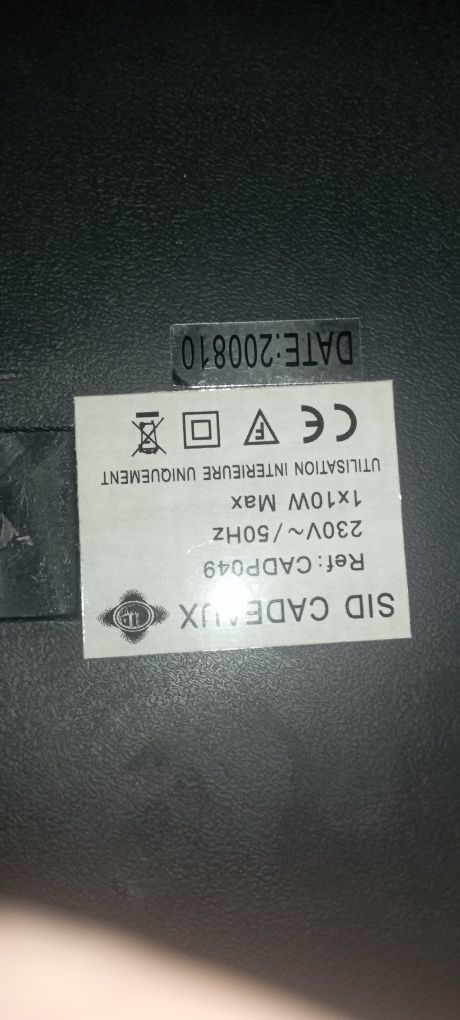 SID CADEAUX
Ref: CADP049
230V~/50Hz
1x10W Max
UTILISATION INTERIEURE UNIQUEMENT
CE F
DATE:200810